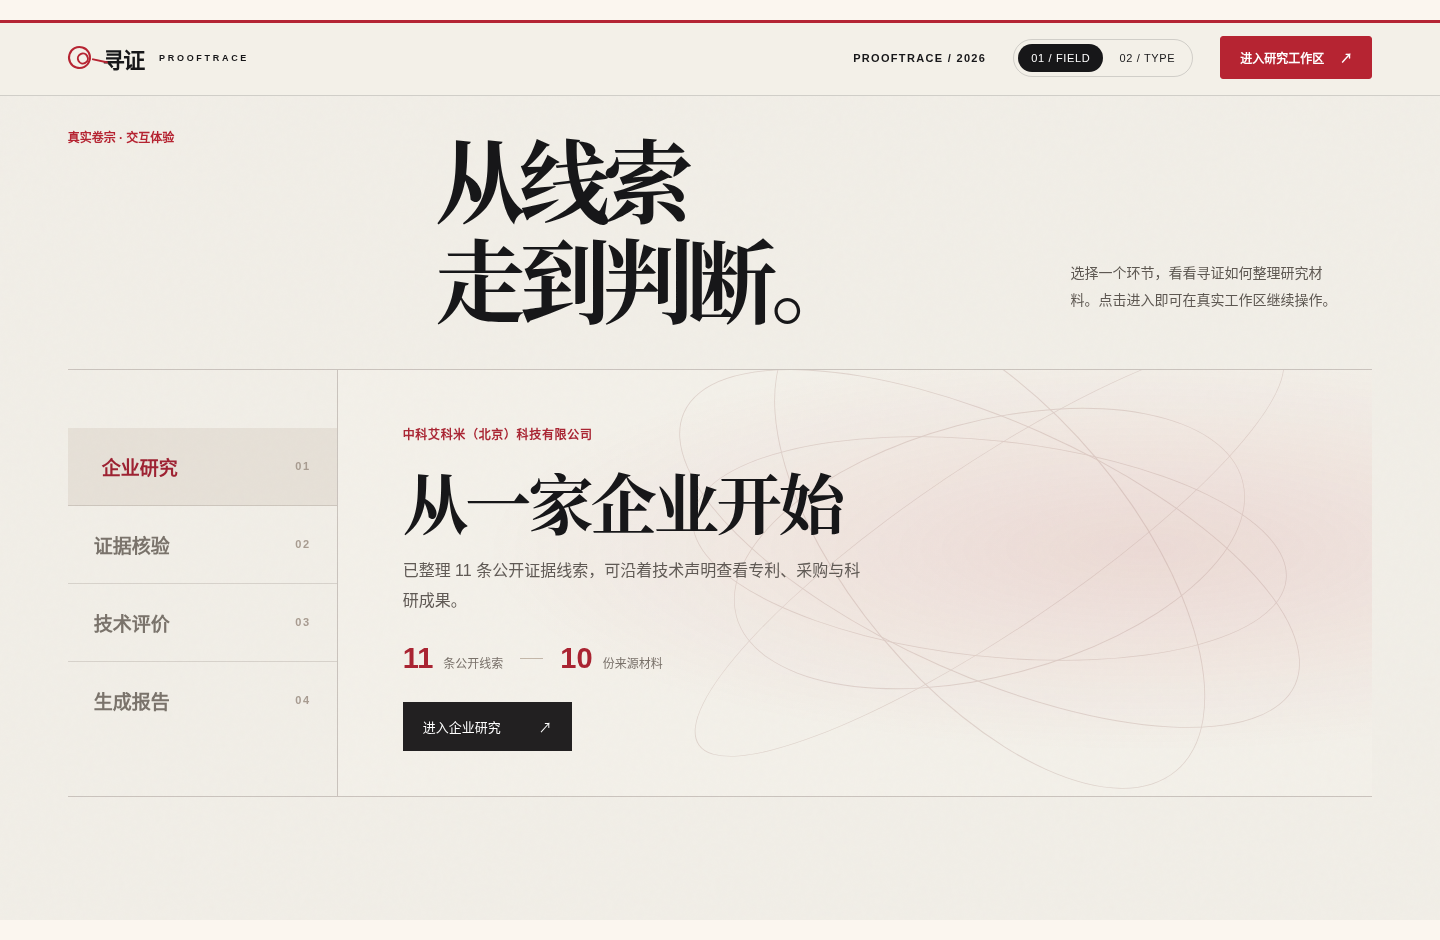 寻证 PROOFTRACE
PROOFTRACE / 2026
01 / FIELD
02 / TYPE
进入研究工作区 ↗
真实卷宗 · 交互体验
从线索
走到判断。
选择一个环节，看看寻证如何整理研究材
料。点击进入即可在真实工作区继续操作。
企业研究 01
证据核验 02
技术评价 03
生成报告 04
中科艾科米（北京）科技有限公司
从一家企业开始
已整理 11 条公开证据线索，可沿着技术声明查看专利、采购与科
研成果。
11 条公开线索 — 10 份来源材料
进入企业研究 ↗